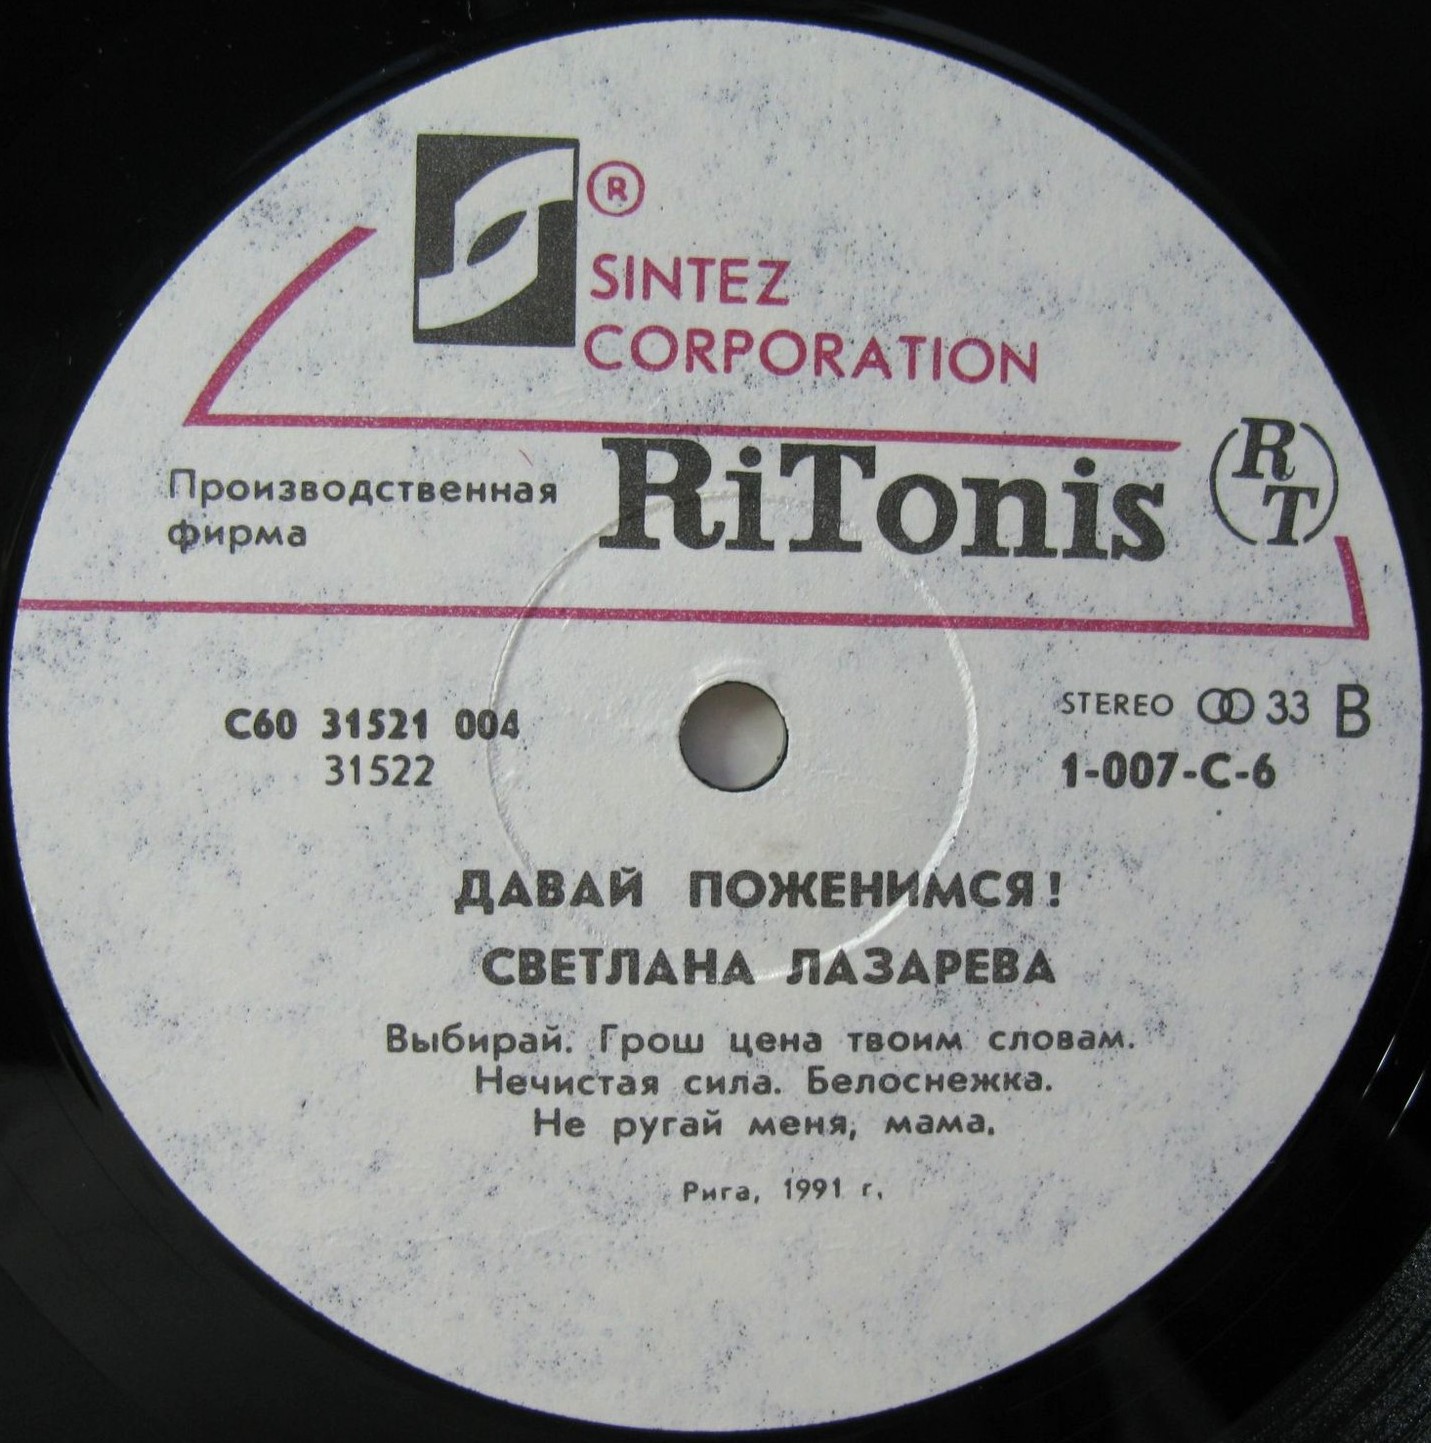 ®
SINTEZ
CORPORATION
Производственная
фирма
RiTonis
RT
С60 31521 004
31522
STEREO 33 B
1-007-С-6
ДАВАЙ ПОЖЕНИМСЯ!
СВЕТЛАНА ЛАЗАРЕВА
Выбирай. Грош цена твоим словам.
Нечистая сила. Белоснежка.
Не ругай меня, мама.
Рига, 1991 г.